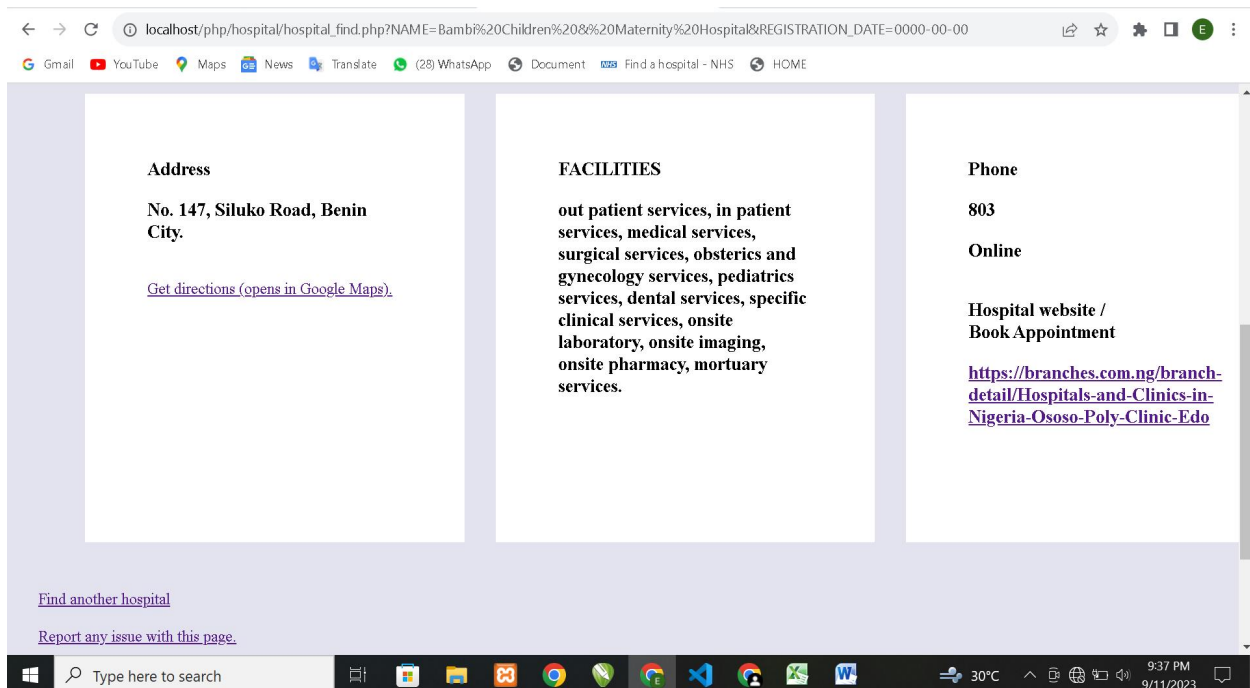 localhost/php/hospital/hospital_find.php?NAME=Bambi%20Children%20&%20Maternity%20Hospital&REGISTRATION_DATE=0000-00-00
E
Gmail
YouTube
Maps
News
Translate
(28) WhatsApp
Document
NHS
Find a hospital - NHS
HOME
Address
No. 147, Siluko Road, Benin
City.
Get directions (opens in Google Maps).
FACILITIES
out patient services, in patient
services, medical services,
surgical services, obsterics and
gynecology services, pediatrics
services, dental services, specific
clinical services, onsite
laboratory, onsite imaging,
onsite pharmacy, mortuary
services.
Phone
803
Online
Hospital website /
Book Appointment
https://branches.com.ng/branch-
detail/Hospitals-and-Clinics-in-
Nigeria-Ososo-Poly-Clinic-Edo
Find another hospital
Report any issue with this page.
Type here to search
30°C
9:37 PM
9/11/2023